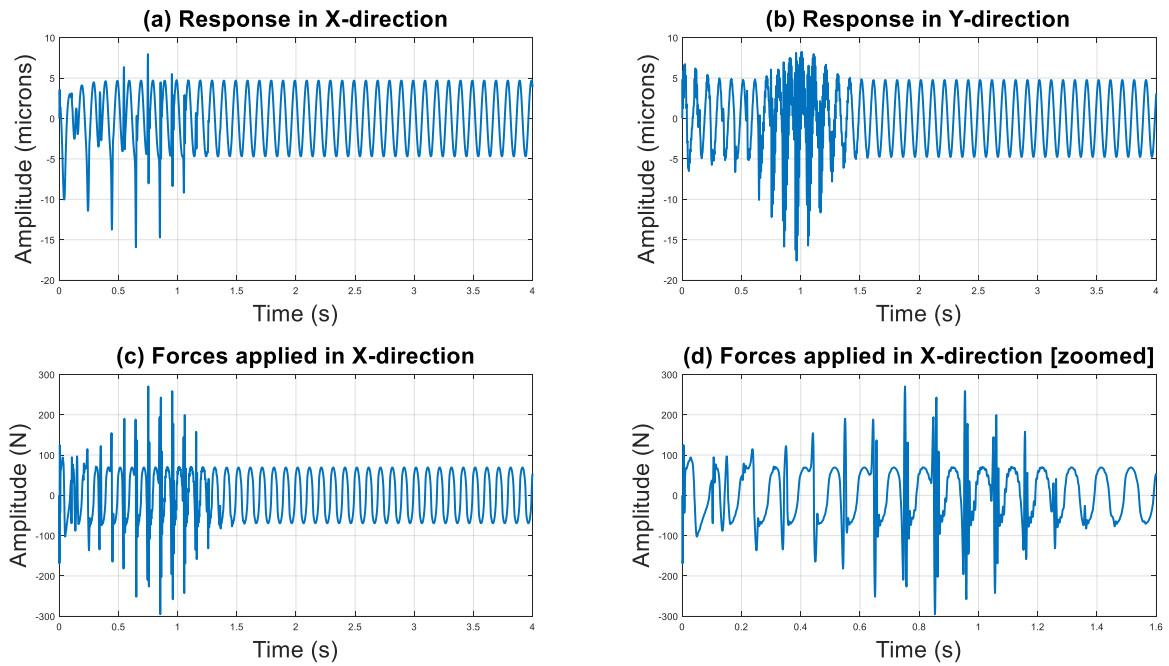 (a) Response in X-direction
Amplitude (microns)
10
5
0
-5
-10
-15
-20
0 0.5 1 1.5 2 2.5 3 3.5 4
Time (s)
(b) Response in Y-direction
Amplitude (microns)
10
5
0
-5
-10
-15
-20
0 0.5 1 1.5 2 2.5 3 3.5 4
Time (s)
(c) Forces applied in X-direction
Amplitude (N)
300
200
100
0
-100
-200
-300
0 0.5 1 1.5 2 2.5 3 3.5 4
Time (s)
(d) Forces applied in X-direction [zoomed]
Amplitude (N)
300
200
100
0
-100
-200
-300
0 0.2 0.4 0.6 0.8 1 1.2 1.4 1.6
Time (s)